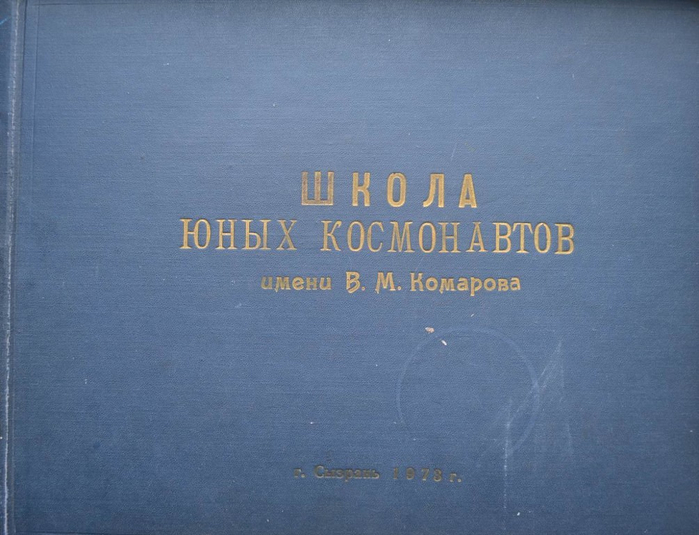 ШКОЛА
ЮНЫХ КОСМОНАВТОВ
имени В. М. Комарова
г. Сызрань 1973 г.